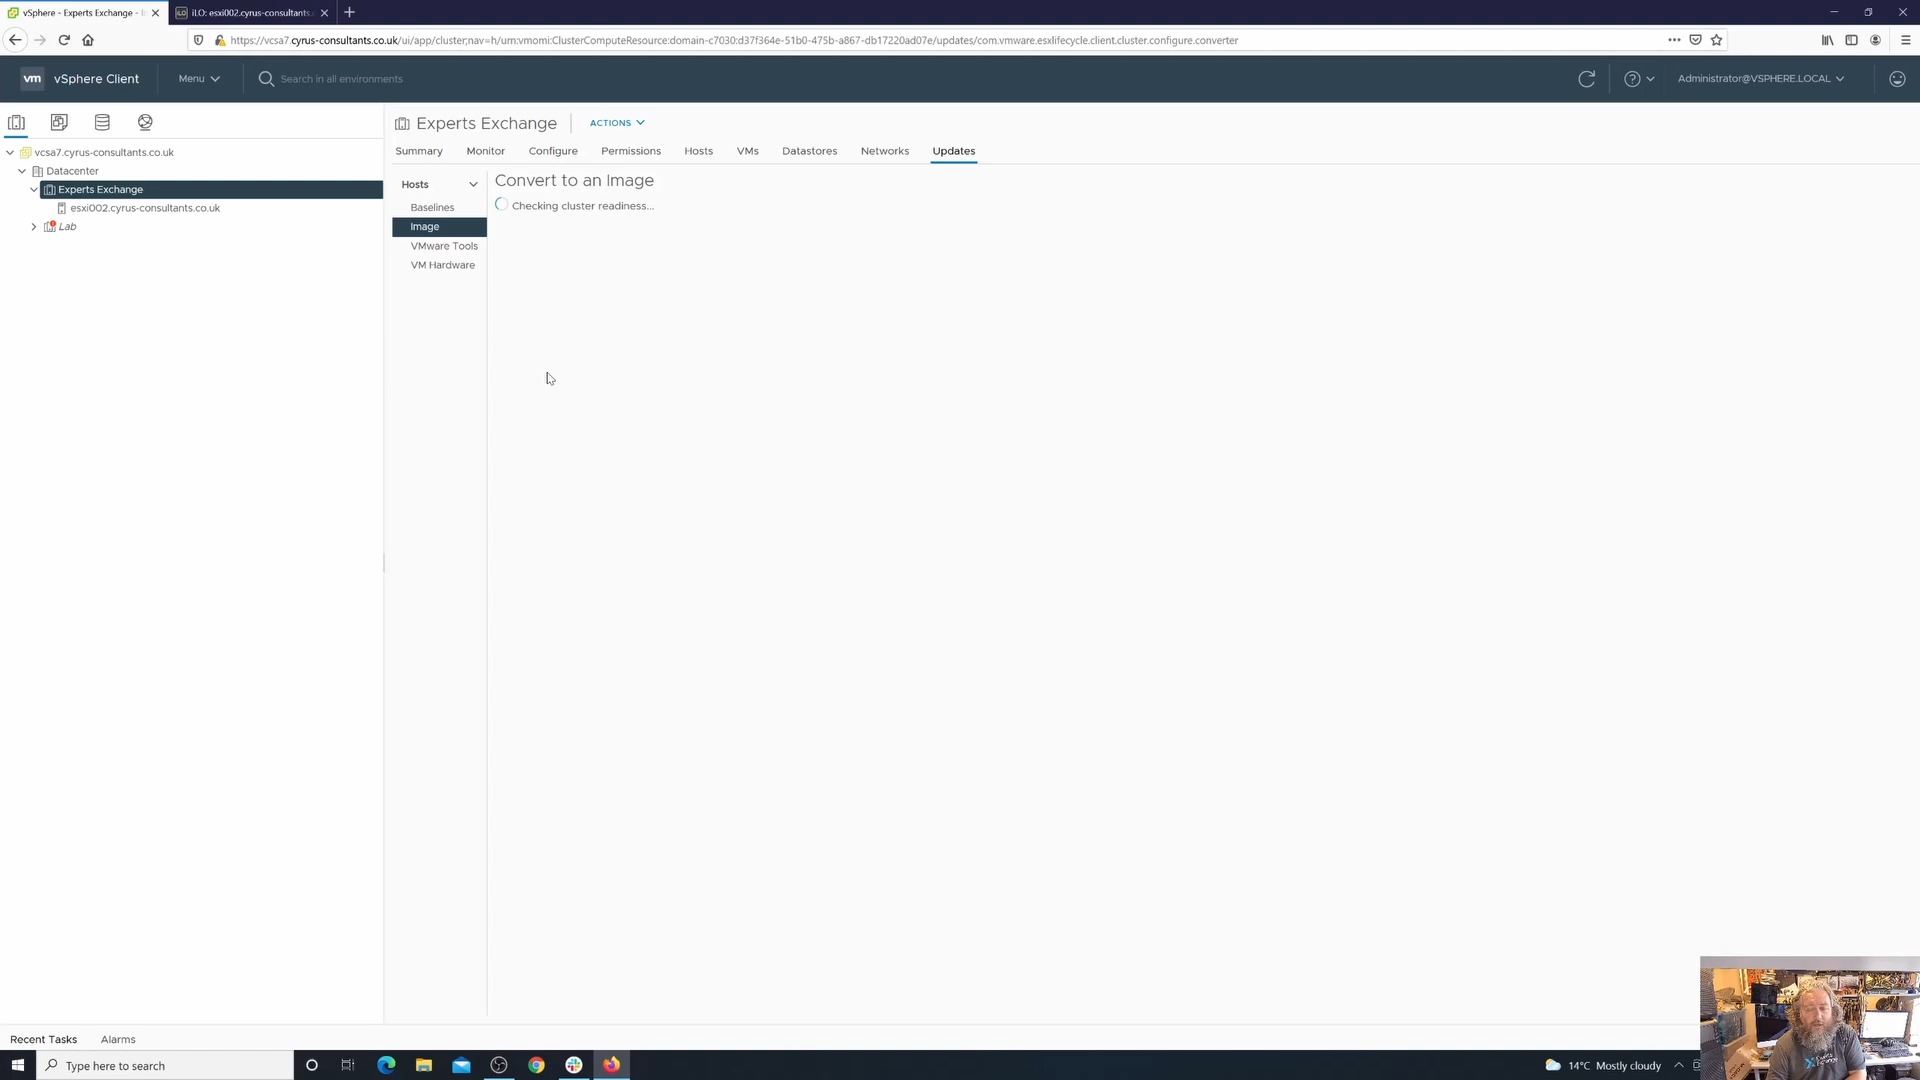 vSphere - Experts Exchange - I
iLO: esxi002.cyrus-consultants.
https://vcsa7.cyrus-consultants.co.uk/ui/app/cluster;nav=h/urn:vmomi:ClusterComputeResource:domain-c7030:d37f364e-51b0-475b-a867-db17220ad07e/updates/com.vmware.esxlifecycle.client.cluster.configure.converter
vm vSphere Client Menu Search in all environments Administrator@VSPHERE.LOCAL
Experts Exchange ACTIONS
Summary Monitor Configure Permissions Hosts VMs Datastores Networks Updates
vcsa7.cyrus-consultants.co.uk
Datacenter
Experts Exchange
esxi002.cyrus-consultants.co.uk
Lab
Hosts
Baselines
Image
VMware Tools
VM Hardware
Convert to an Image
Checking cluster readiness...
Recent Tasks Alarms
Type here to search
14°C Mostly cloudy
Experts Exchange